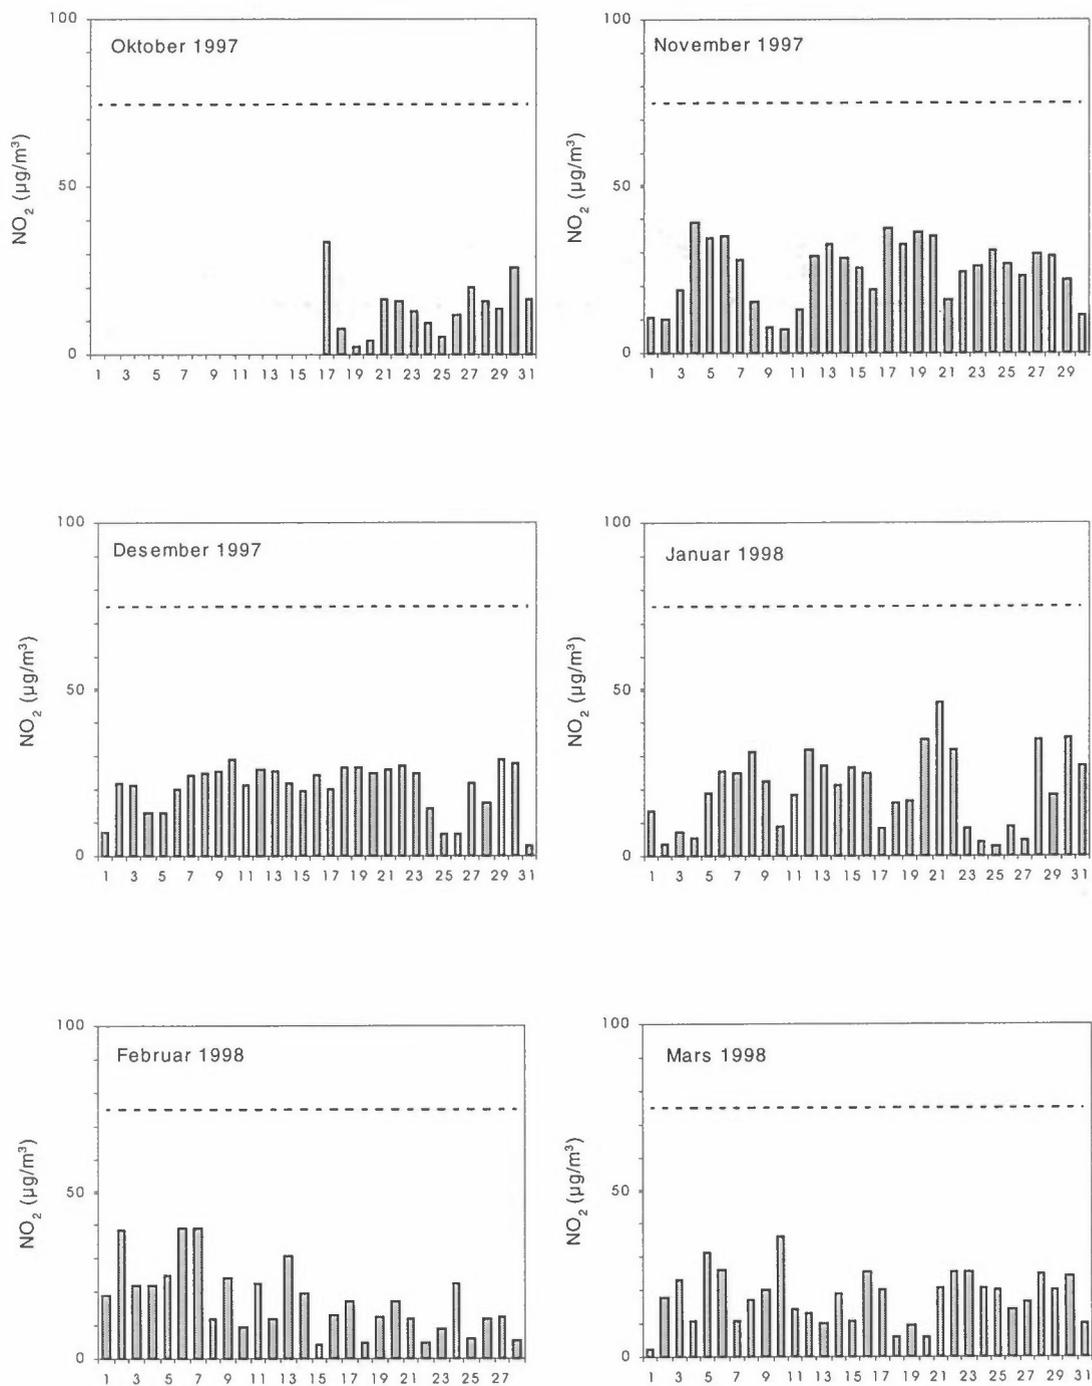 Oktober 1997
NO2 (µg/m³)
100
50
0
1 3 5 7 9 11 13 15 17 19 21 23 25 27 29 31
November 1997
NO2 (µg/m³)
100
50
0
1 3 5 7 9 11 13 15 17 19 21 23 25 27 29
Desember 1997
NO2 (µg/m³)
100
50
0
1 3 5 7 9 11 13 15 17 19 21 23 25 27 29 31
Januar 1998
NO2 (µg/m³)
100
50
0
1 3 5 7 9 11 13 15 17 19 21 23 25 27 29 31
Februar 1998
NO2 (µg/m³)
100
50
0
1 3 5 7 9 11 13 15 17 19 21 23 25 27
Mars 1998
NO2 (µg/m³)
100
50
0
1 3 5 7 9 11 13 15 17 19 21 23 25 27 29 31